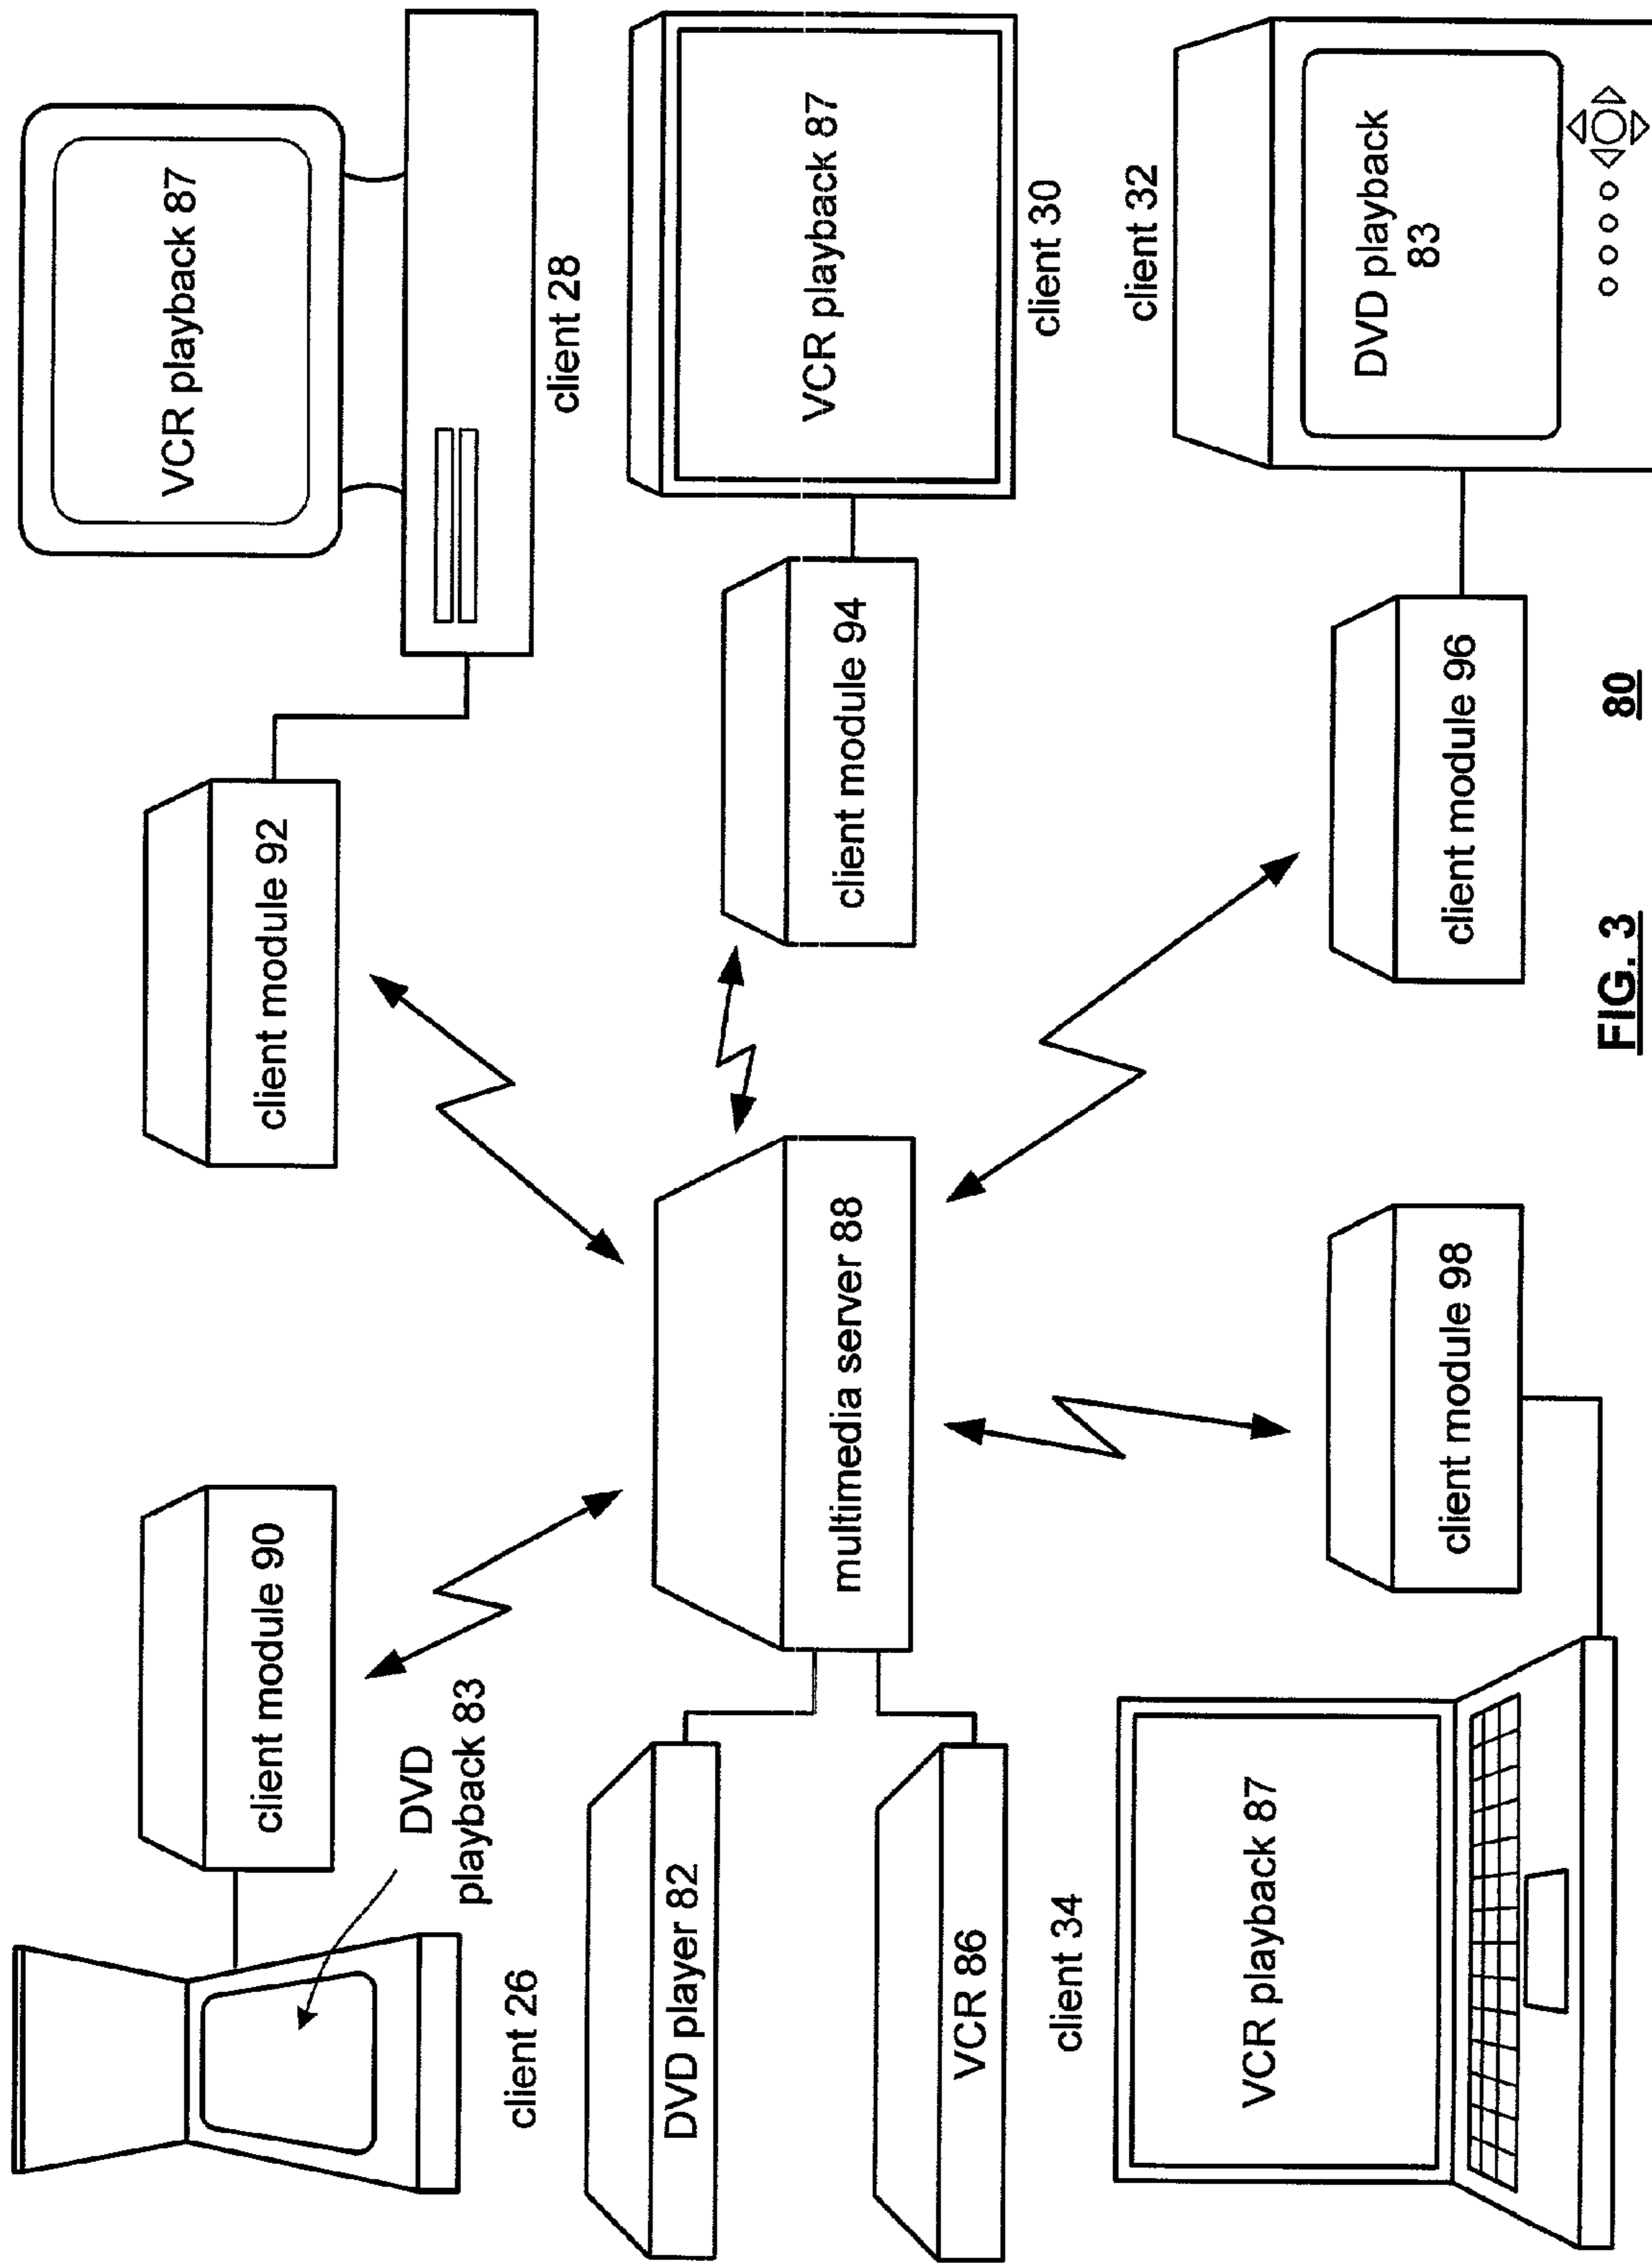 client module 90
client module 92
VCR playback 87
DVD
playback 83
client 26
client 28
DVD player 82
multimedia server 88
client module 94
VCR playback 87
VCR 86
client 30
client 34
client 32
VCR playback 87
client module 98
client module 96
DVD playback
83
FIG. 3
80